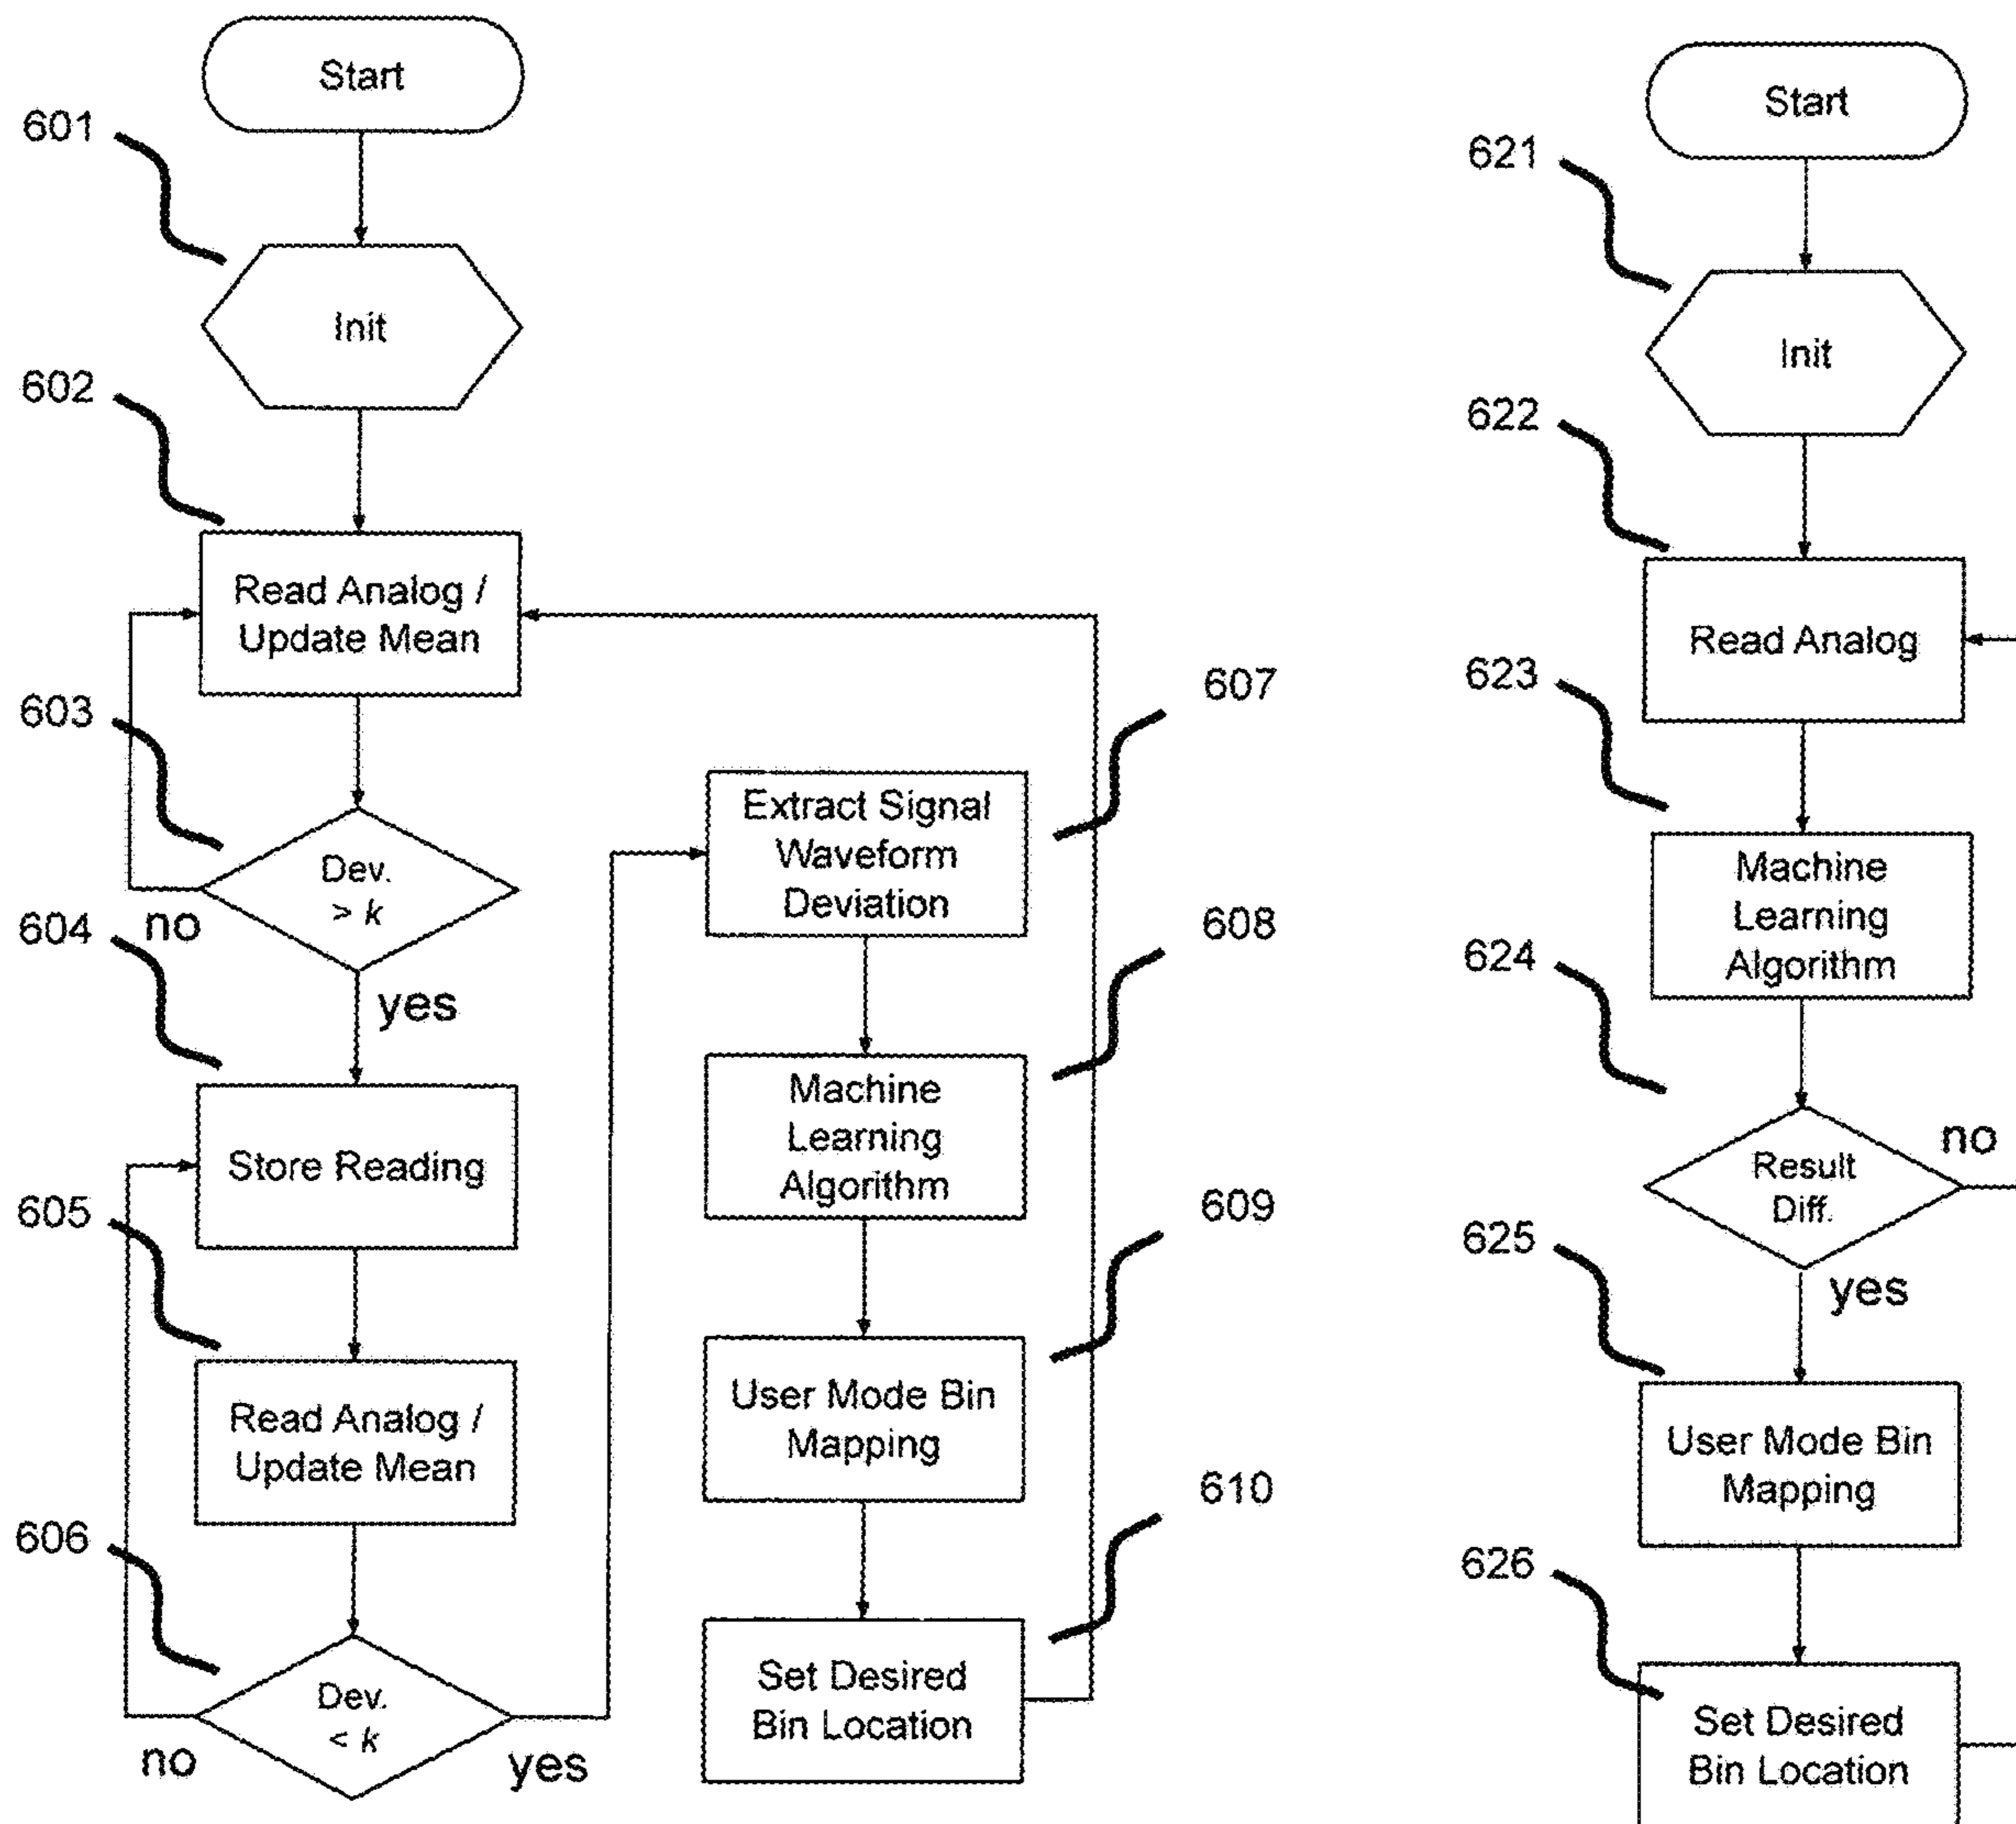 Start
601
Init
602
Read Analog /
Update Mean
603
Dev.
> k
no
yes
604
Store Reading
605
Read Analog /
Update Mean
606
Dev.
< k
no
yes
607
Extract Signal
Waveform
Deviation
608
Machine
Learning
Algorithm
609
User Mode Bin
Mapping
610
Set Desired
Bin Location
Start
621
Init
622
Read Analog
623
Machine
Learning
Algorithm
624
Result
Diff.
no
yes
625
User Mode Bin
Mapping
626
Set Desired
Bin Location